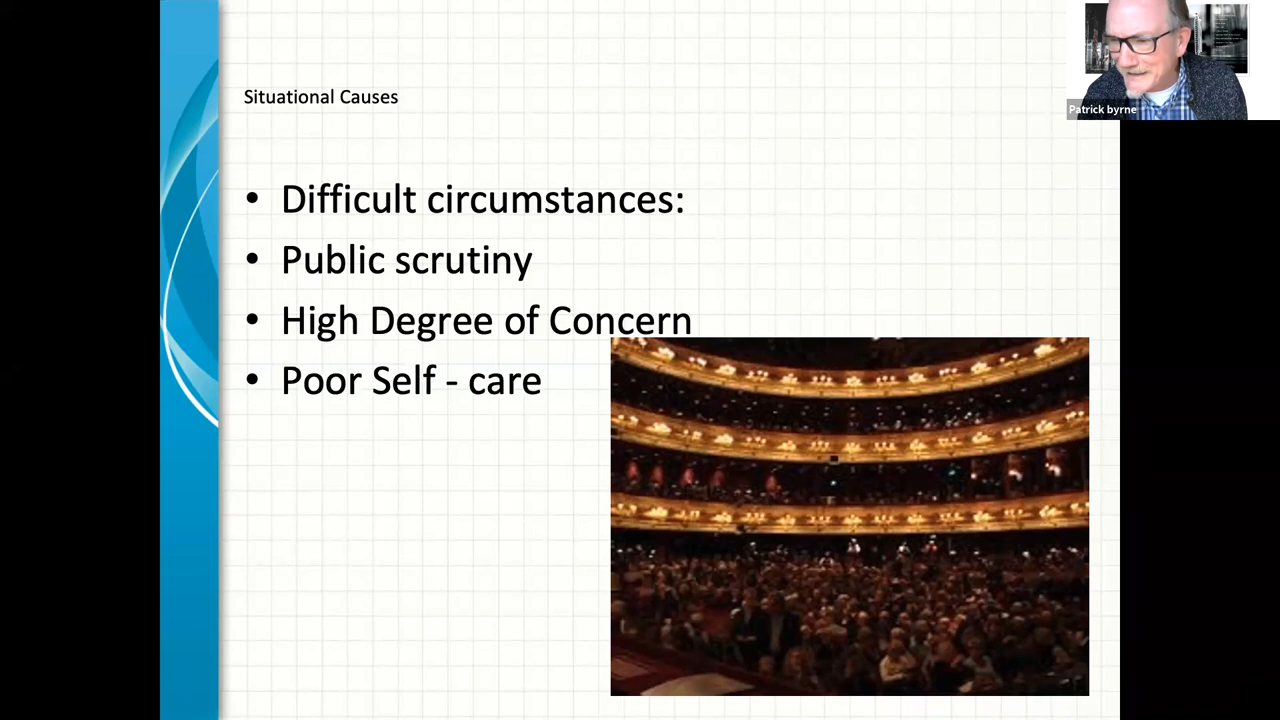 Situational Causes
• Difficult circumstances:
• Public scrutiny
• High Degree of Concern
• Poor Self - care
Patrick byrne